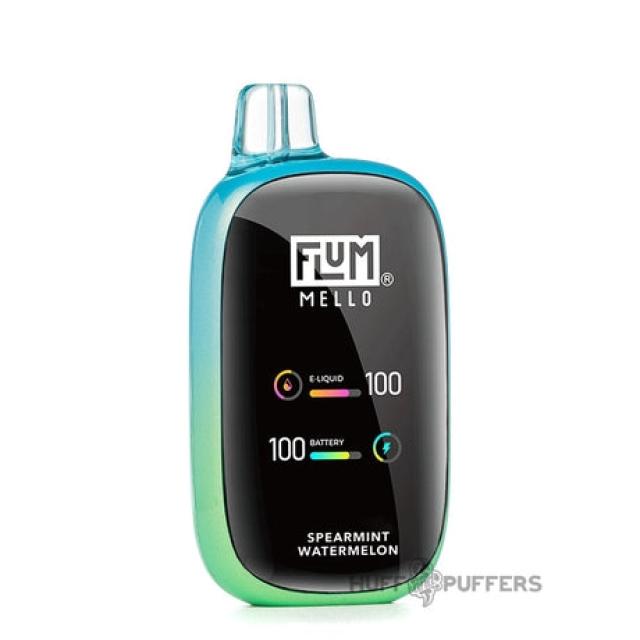 FLUM®
MELLO
E-LIQUID 100
100 BATTERY
SPEARMINT
WATERMELON
HUFF PUFFERS